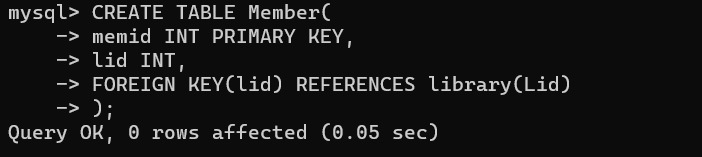 mysql> CREATE TABLE Member(
    -> memid INT PRIMARY KEY,
    -> lid INT,
    -> FOREIGN KEY(lid) REFERENCES library(Lid)
    -> );
Query OK, 0 rows affected (0.05 sec)